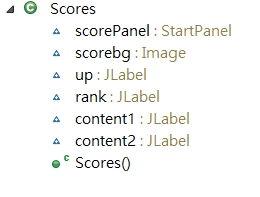 Scores
scorePanel : StartPanel
scorebg : Image
up : JLabel
rank : JLabel
content1 : JLabel
content2 : JLabel
Scores()